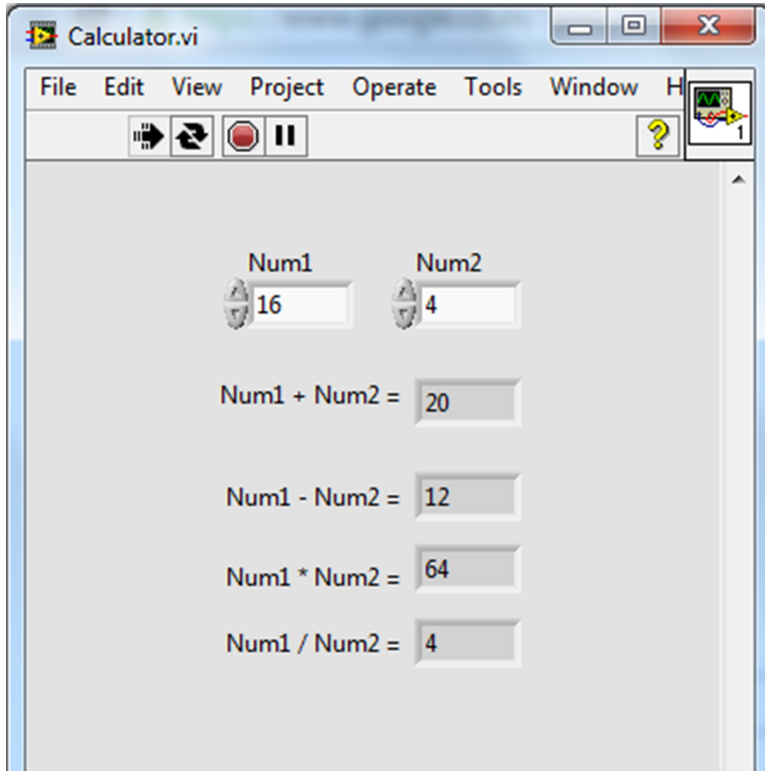 Calculator.vi
File Edit View Project Operate Tools Window H
1
Num1 Num2
16 4
Num1 + Num2 = 20
Num1 - Num2 = 12
Num1 * Num2 = 64
Num1 / Num2 = 4